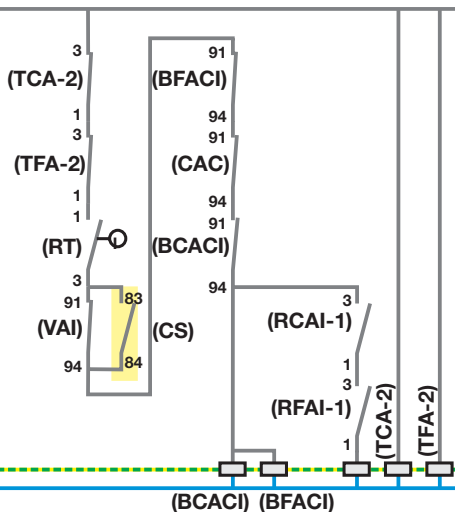 3
(TCA-2)
1
3
(TFA-2)
1
1
(RT)
3
91
(VAI)
94
83
(CS)
84
91
(BFACI)
94
91
(CAC)
94
91
(BCACI)
94
3
(RCAI-1)
1
3
(RFAI-1)
1
(TCA-2)
(TFA-2)
(BCACI) (BFACI)